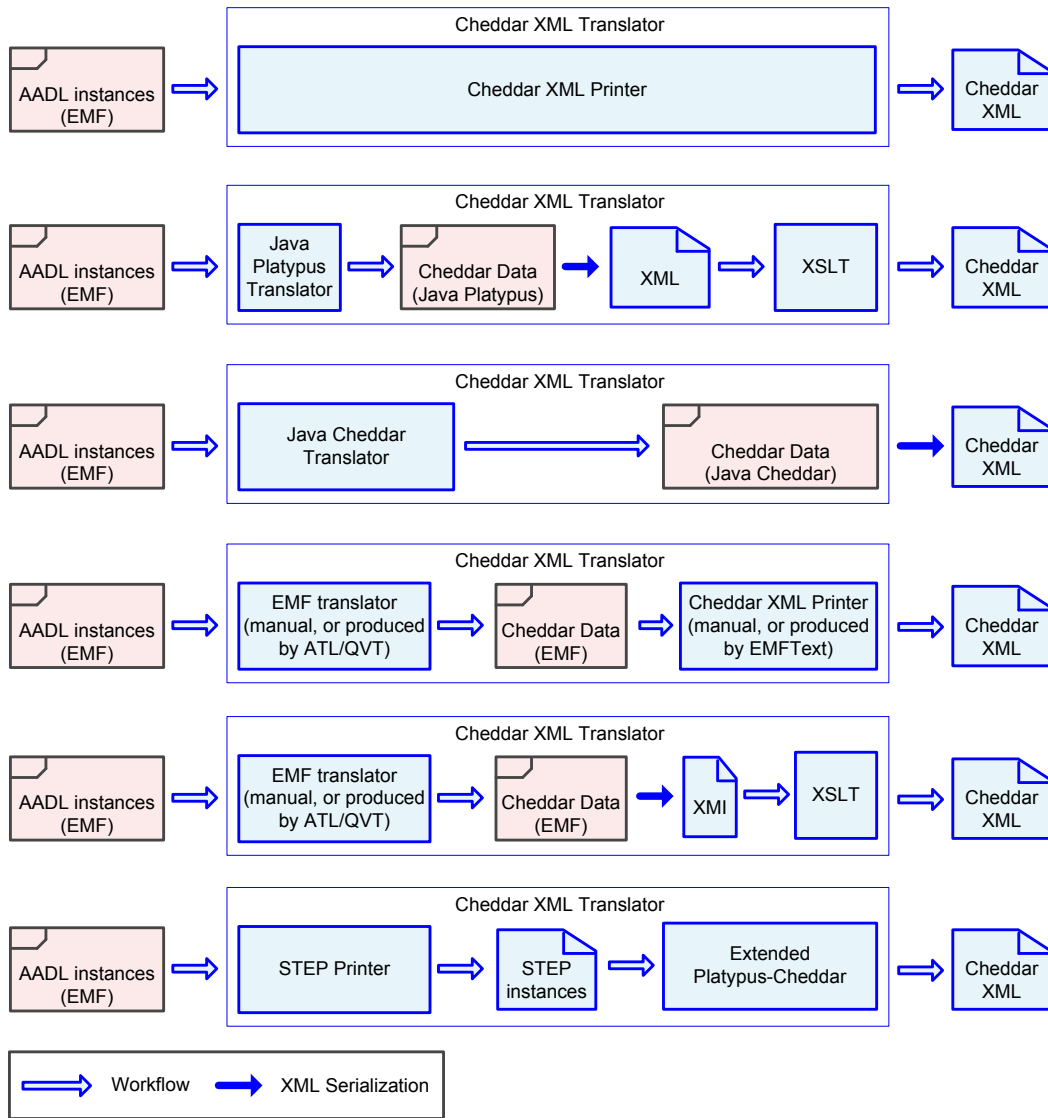 Cheddar XML Translator
AADL instances
(EMF)
Cheddar XML Printer
Cheddar
XML
Cheddar XML Translator
AADL instances
(EMF)
Java
Platypus
Translator
Cheddar Data
(Java Platypus)
XML
XSLT
Cheddar
XML
Cheddar XML Translator
AADL instances
(EMF)
Java Cheddar
Translator
Cheddar Data
(Java Cheddar)
Cheddar
XML
Cheddar XML Translator
AADL instances
(EMF)
EMF translator
(manual, or produced
by ATL/QVT)
Cheddar Data
(EMF)
Cheddar XML Printer
(manual, or produced
by EMFText)
Cheddar
XML
Cheddar XML Translator
AADL instances
(EMF)
EMF translator
(manual, or produced
by ATL/QVT)
Cheddar Data
(EMF)
XMI
XSLT
Cheddar
XML
Cheddar XML Translator
AADL instances
(EMF)
STEP Printer
STEP
instances
Extended
Platypus-Cheddar
Cheddar
XML
Workflow
XML Serialization